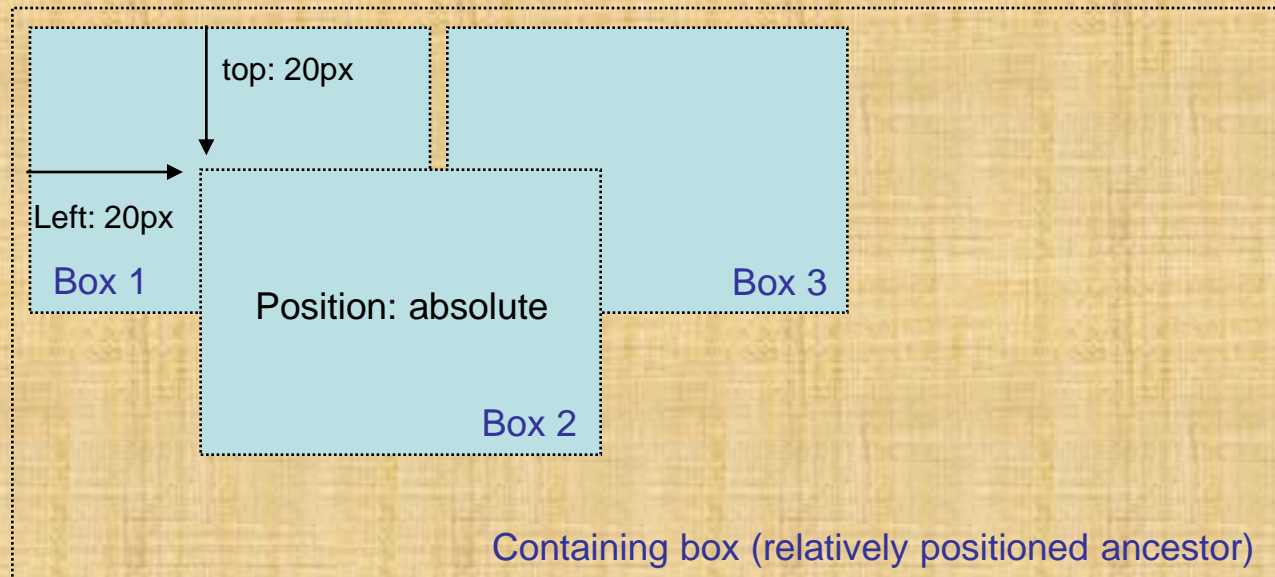 top: 20px
Left: 20px
Box 1
Box 3
Position: absolute
Box 2
Containing box (relatively positioned ancestor)